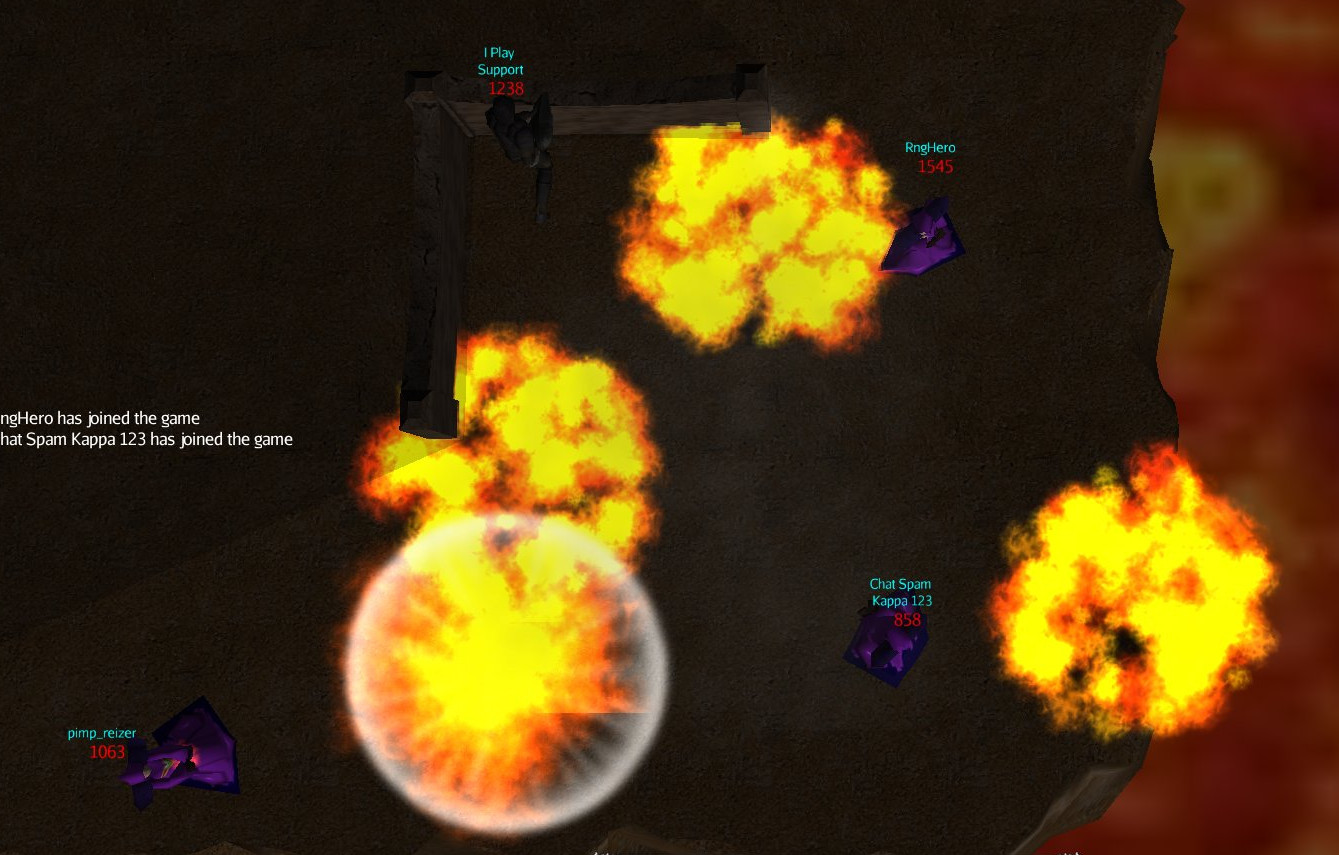 I Play
Support
1238
RngHero
1545
ngHero has joined the game
hat Spam Kappa 123 has joined the game
Chat Spam
Kappa 123
858
pimp_reizer
1063